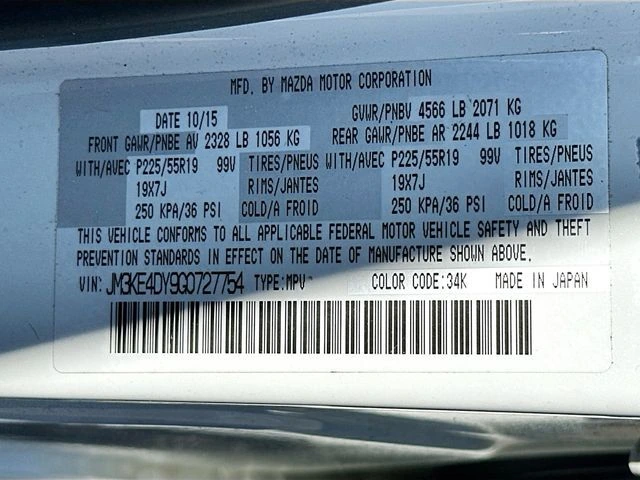 MFD. BY MAZDA MOTOR CORPORATION
DATE 10/15 GVWR/PNBV 4566 LB 2071 KG
FRONT GAWR/PNBE AV 2328 LB 1056 KG REAR GAWR/PNBE AR 2244 LB 1018 KG
WITH/AVEC P225/55R19 99V TIRES/PNEUS WITH/AVEC P225/55R19 99V TIRES/PNEUS
19X7J RIMS/JANTES 19X7J RIMS/JANTES
250 KPA/36 PSI COLD/A FROID 250 KPA/36 PSI COLD/A FROID
THIS VEHICLE CONFORMS TO ALL APPLICABLE FEDERAL MOTOR VEHICLE SAFETY AND THEFT
PREVENTION STANDARDS IN EFFECT ON THE DATE OF MANUFACTURE SHOWN ABOVE.
VIN: JM3KE4DY9G0727754 TYPE:MPV COLOR CODE:34K MADE IN JAPAN